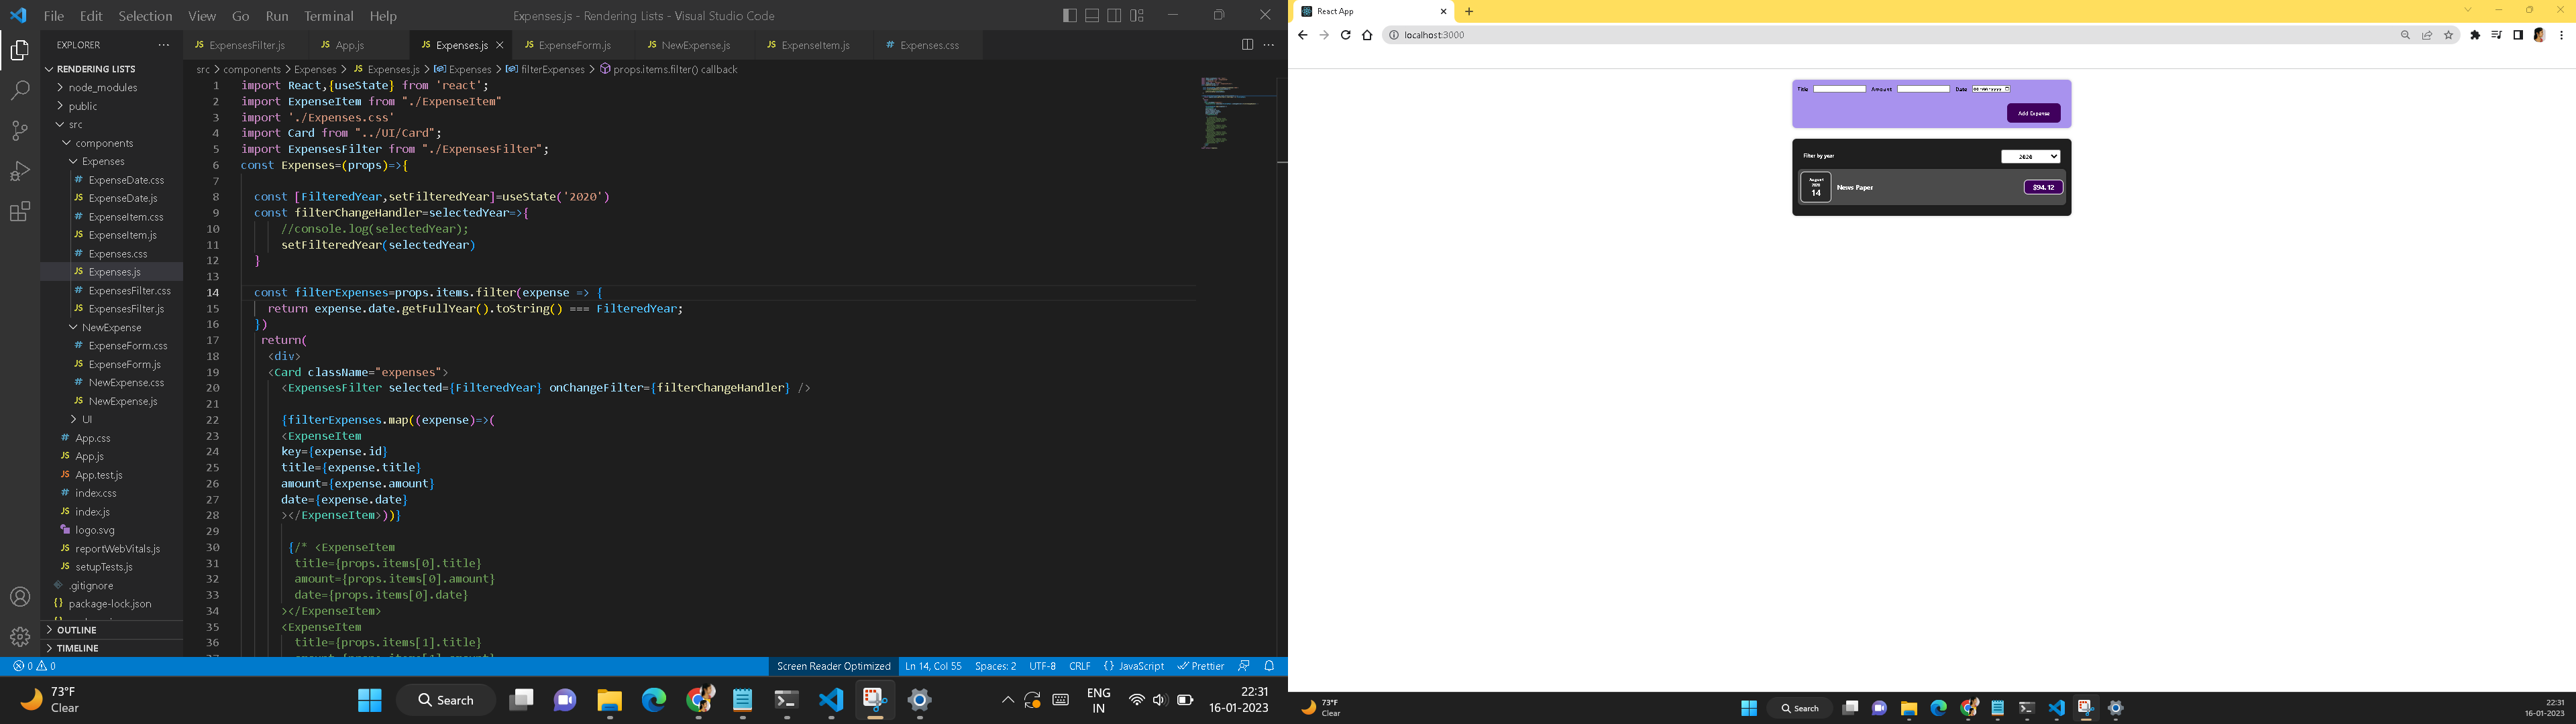 File Edit Selection View Go Run Terminal Help
Expenses.js - Rendering Lists - Visual Studio Code
EXPLORER ···
RENDERING LISTS
node_modules
public
src
components
Expenses
# ExpenseDate.css
JS ExpenseDate.js
# ExpenseItem.css
JS ExpenseItem.js
# Expenses.css
JS Expenses.js
# ExpensesFilter.css
JS ExpensesFilter.js
NewExpense
# ExpenseForm.css
JS ExpenseForm.js
# NewExpense.css
JS NewExpense.js
UI
# App.css
JS App.js
JS App.test.js
# index.css
JS index.js
logo.svg
JS reportWebVitals.js
JS setupTests.js
.gitignore
{} package-lock.json
OUTLINE
TIMELINE
JS ExpensesFilter.js JS App.js JS Expenses.js JS ExpenseForm.js JS NewExpense.js JS ExpenseItem.js # Expenses.css
src > components > Expenses > JS Expenses.js > Expenses > filterExpenses > props.items.filter() callback
1 import React,{useState} from 'react';
2 import ExpenseItem from "./ExpenseItem"
3 import './Expenses.css'
4 import Card from "../UI/Card";
5 import ExpensesFilter from "./ExpensesFilter";
6 const Expenses=(props)=>{
7
8 const [FilteredYear,setFilteredYear]=useState('2020')
9 const filterChangeHandler=selectedYear=>{
10 //console.log(selectedYear);
11 setFilteredYear(selectedYear)
12 }
13
14 const filterExpenses=props.items.filter(expense => {
15 return expense.date.getFullYear().toString() === FilteredYear;
16 })
17 return(
18 <div>
19 <Card className="expenses">
20 <ExpensesFilter selected={FilteredYear} onChangeFilter={filterChangeHandler} />
21
22 {filterExpenses.map((expense)=>(
23 <ExpenseItem
24 key={expense.id}
25 title={expense.title}
26 amount={expense.amount}
27 date={expense.date}
28 ></ExpenseItem>))}
29
30 {/* <ExpenseItem
31 title={props.items[0].title}
32 amount={props.items[0].amount}
33 date={props.items[0].date}
34 ></ExpenseItem>
35 <ExpenseItem
36 title={props.items[1].title}
0 0
Screen Reader Optimized Ln 14, Col 55 Spaces: 2 UTF-8 CRLF {} JavaScript Prettier
73°F
Clear
Search
ENG
IN
22:31
16-01-2023
React App
localhost:3000
Title Amount Date
Add Expense
Filter by year 2020
August
2020
14
News Paper $94.12
73°F
Clear
Search
22:31
16-01-2023